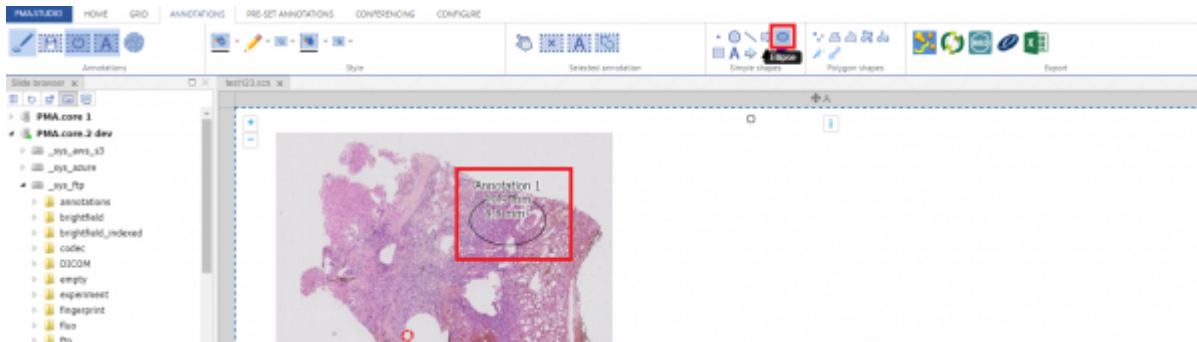 PMA.STUDIO HOME GRID ANNOTATIONS PRE-SET ANNOTATIONS CONFERENCING CONFIGURE
Annotations Style Selected annotation Simple shapes Polygon shapes Export
Ellipse
Slide browser x test123.scn x
A
PMA.core 1
PMA.core.2 dev
_sys_aws_s3
_sys_azure
_sys_ftp
annotations
brightfield
brightfield_indexed
codec
DICOM
empty
experiment
fingerprint
fluo
ftp
Annotation 1